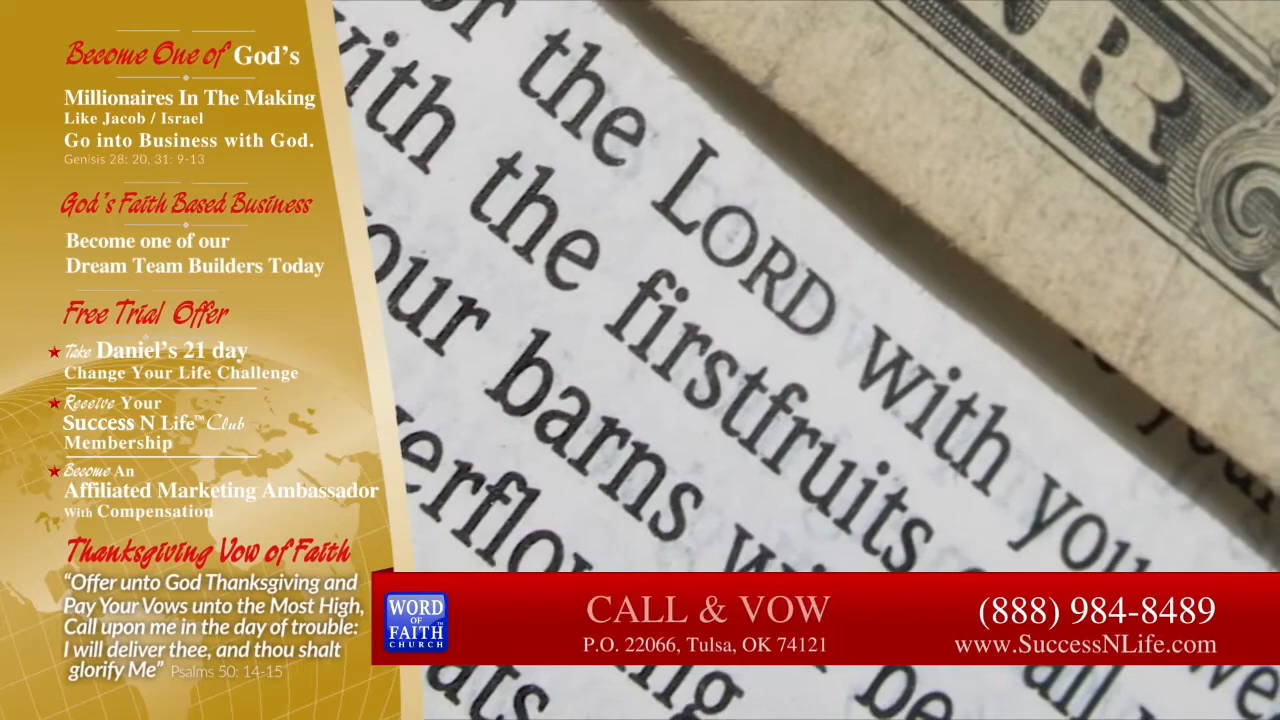 Become One of God's
Millionaires In The Making
Like Jacob / Israel
Go into Business with God.
Genisis 28: 20, 31: 9-13
God's Faith Based Business
Become one of our
Dream Team Builders Today
Free Trial Offer
Take Daniel's 21 day
Change Your Life Challenge
Receive Your
Success N Life™ Club
Membership
Become An
Affiliated Marketing Ambassador
With Compensation
Thanksgiving Vow of Faith
“Offer unto God Thanksgiving and
Pay Your Vows unto the Most High,
Call upon me in the day of trouble:
I will deliver thee, and thou shalt
glorify Me” Psalms 50: 14-15
the LORD with you
with the firstfruits
our barns
be all
WORD
OF
FAITH™
CHURCH
CALL & VOW
P.O. 22066, Tulsa, OK 74121
(888) 984-8489
www.SuccessNLife.com